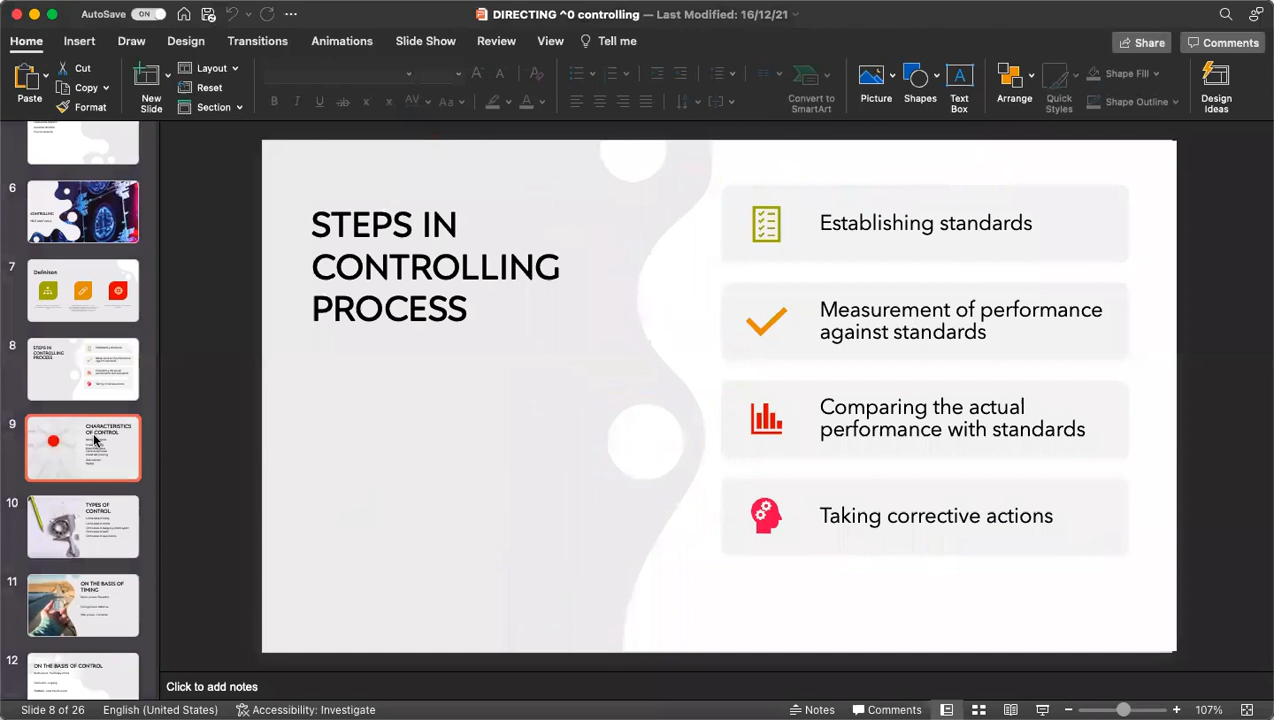 AutoSave ON
DIRECTING ^0 controlling — Last Modified: 16/12/21
Home Insert Draw Design Transitions Animations Slide Show Review View Tell me
Share Comments
Paste
Cut
Copy
Format
New
Slide
Layout
Reset
Section
Convert to
SmartArt
Picture
Shapes
Text
Box
Arrange
Quick
Styles
Shape Fill
Shape Outline
Design
Ideas
6
CONTROLLING
7
Definition
8
STEPS IN
CONTROLLING
PROCESS
9
CHARACTERISTICS
OF CONTROL
10
TYPES OF
CONTROL
11
ON THE BASIS OF
TIMING
12
ON THE BASIS OF CONTROL
STEPS IN
CONTROLLING
PROCESS
Establishing standards
Measurement of performance
against standards
Comparing the actual
performance with standards
Taking corrective actions
Click to add notes
Slide 8 of 26 English (United States) Accessibility: Investigate Notes Comments 107%